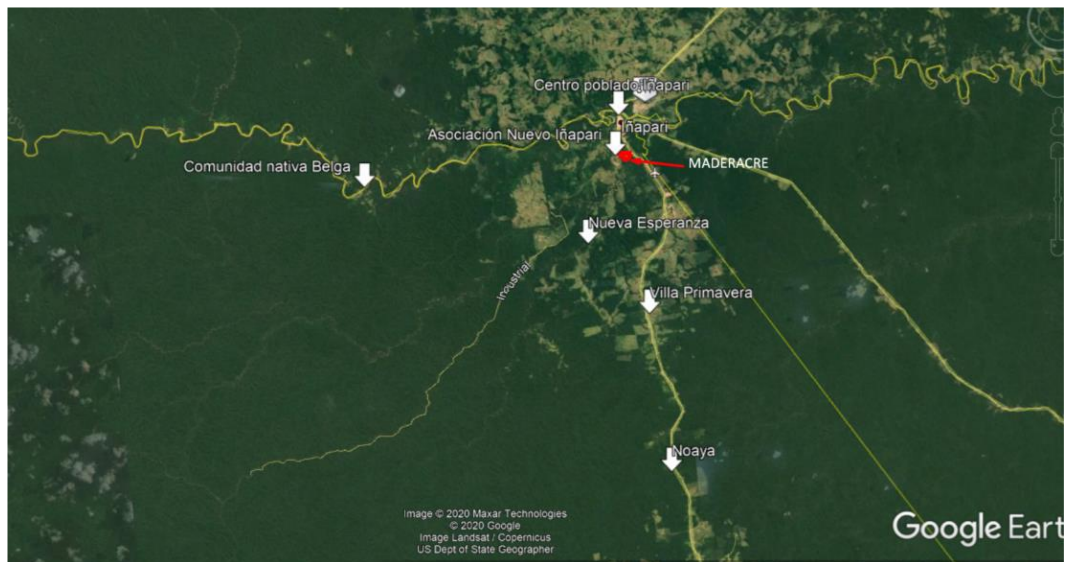 Centro poblado Iñapari
Iñapari
Asociación Nuevo Iñapari
MADERACRE
Comunidad nativa Belga
Nueva Esperanza
Industrial
Villa Primavera
Noaya
Image © 2020 Maxar Technologies
© 2020 Google
Image Landsat / Copernicus
US Dept of State Geographer
Google Eart